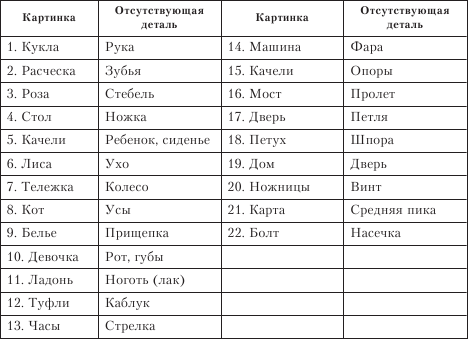 Картинка Отсутствующая деталь Картинка Отсутствующая деталь
1. Кукла Рука 14. Машина Фара
2. Расческа Зубья 15. Качели Опоры
3. Роза Стебель 16. Мост Пролет
4. Стол Ножка 17. Дверь Петля
5. Качели Ребенок, сиденье 18. Петух Шпора
6. Лиса Ухо 19. Дом Дверь
7. Тележка Колесо 20. Ножницы Винт
8. Кот Усы 21. Карта Средняя пика
9. Белье Прищепка 22. Болт Насечка
10. Девочка Рот, губы
11. Ладонь Ноготь (лак)
12. Туфли Каблук
13. Часы Стрелка